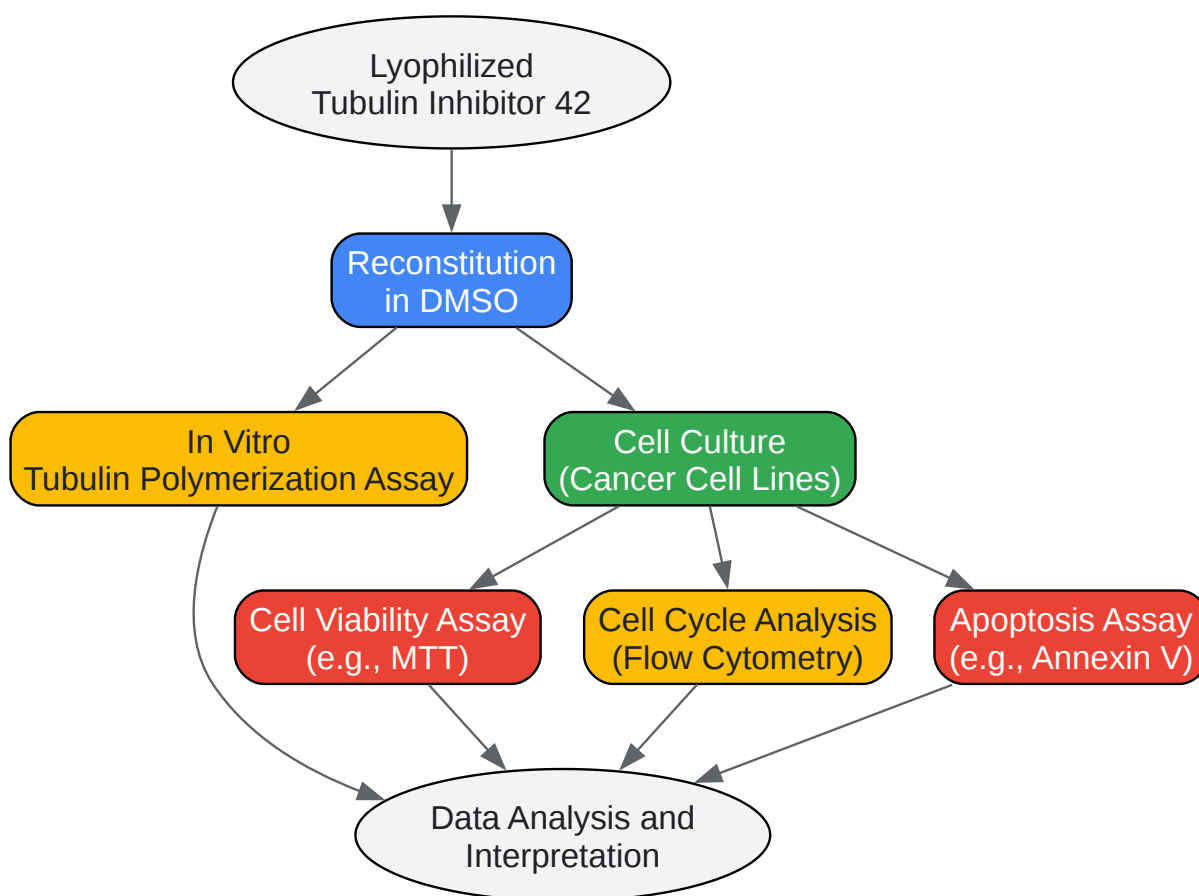 Lyophilized
Tubulin Inhibitor 42
Reconstitution
in DMSO
In Vitro
Tubulin Polymerization Assay
Cell Culture
(Cancer Cell Lines)
Cell Viability Assay
(e.g., MTT)
Cell Cycle Analysis
(Flow Cytometry)
Apoptosis Assay
(e.g., Annexin V)
Data Analysis and
Interpretation